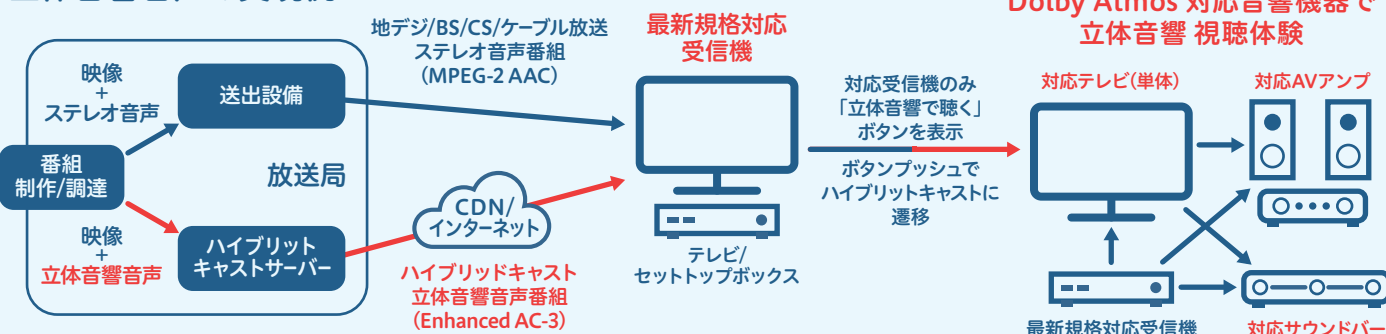 地デジ/BS/CS/ケーブル放送
ステレオ音声番組
（MPEG-2 AAC）
映像
+
ステレオ音声
送出設備
番組
制作/調達
放送局
映像
+
立体音響音声
ハイブリット
キャストサーバー
CDN/
インターネット
ハイブリッドキャスト
立体音響音声番組
（Enhanced AC-3）
最新規格対応
受信機
テレビ/
セットトップボックス
対応受信機のみ
「立体音響で聴く」
ボタンを表示
ボタンプッシュで
ハイブリットキャストに
遷移
Dolby Atmos 対応音響機器で
立体音響 視聴体験
対応テレビ(単体)
対応AVアンプ
最新規格対応受信機
対応サウンドバー